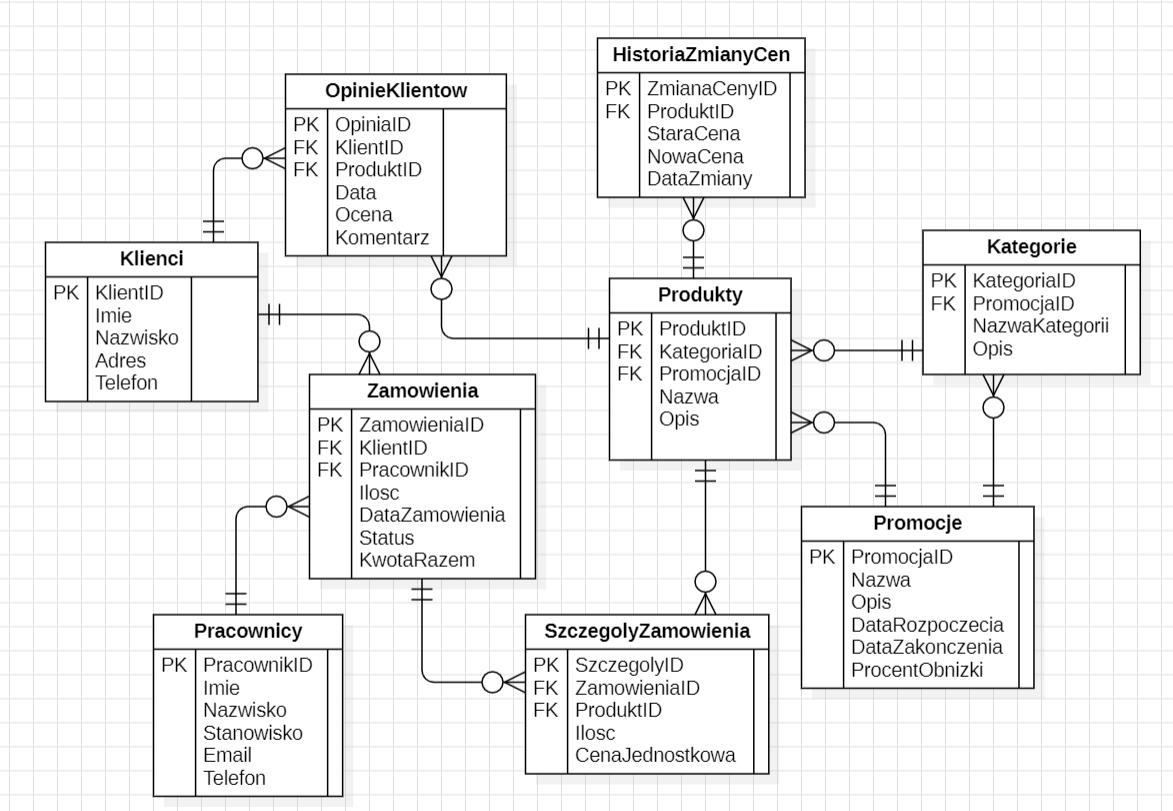 HistoriaZmianyCen
PK ZmianaCenyID
FK ProduktID
StaraCena
NowaCena
DataZmiany
OpinieKlientow
PK OpiniaID
FK KlientID
FK ProduktID
Data
Ocena
Komentarz
Klienci
PK KlientID
Imie
Nazwisko
Adres
Telefon
Kategorie
PK KategoriaID
FK PromocjaID
NazwaKategorii
Opis
Produkty
PK ProduktID
FK KategoriaID
FK PromocjaID
Nazwa
Opis
Zamowienia
PK ZamowieniaID
FK KlientID
FK PracownikID
Ilosc
DataZamowienia
Status
KwotaRazem
Promocje
PK PromocjaID
Nazwa
Opis
DataRozpoczecia
DataZakonczenia
ProcentObnizki
Pracownicy
PK PracownikID
Imie
Nazwisko
Stanowisko
Email
Telefon
SzczegolyZamowienia
PK SzczegolyID
FK ZamowieniaID
FK ProduktID
Ilosc
CenaJednostkowa